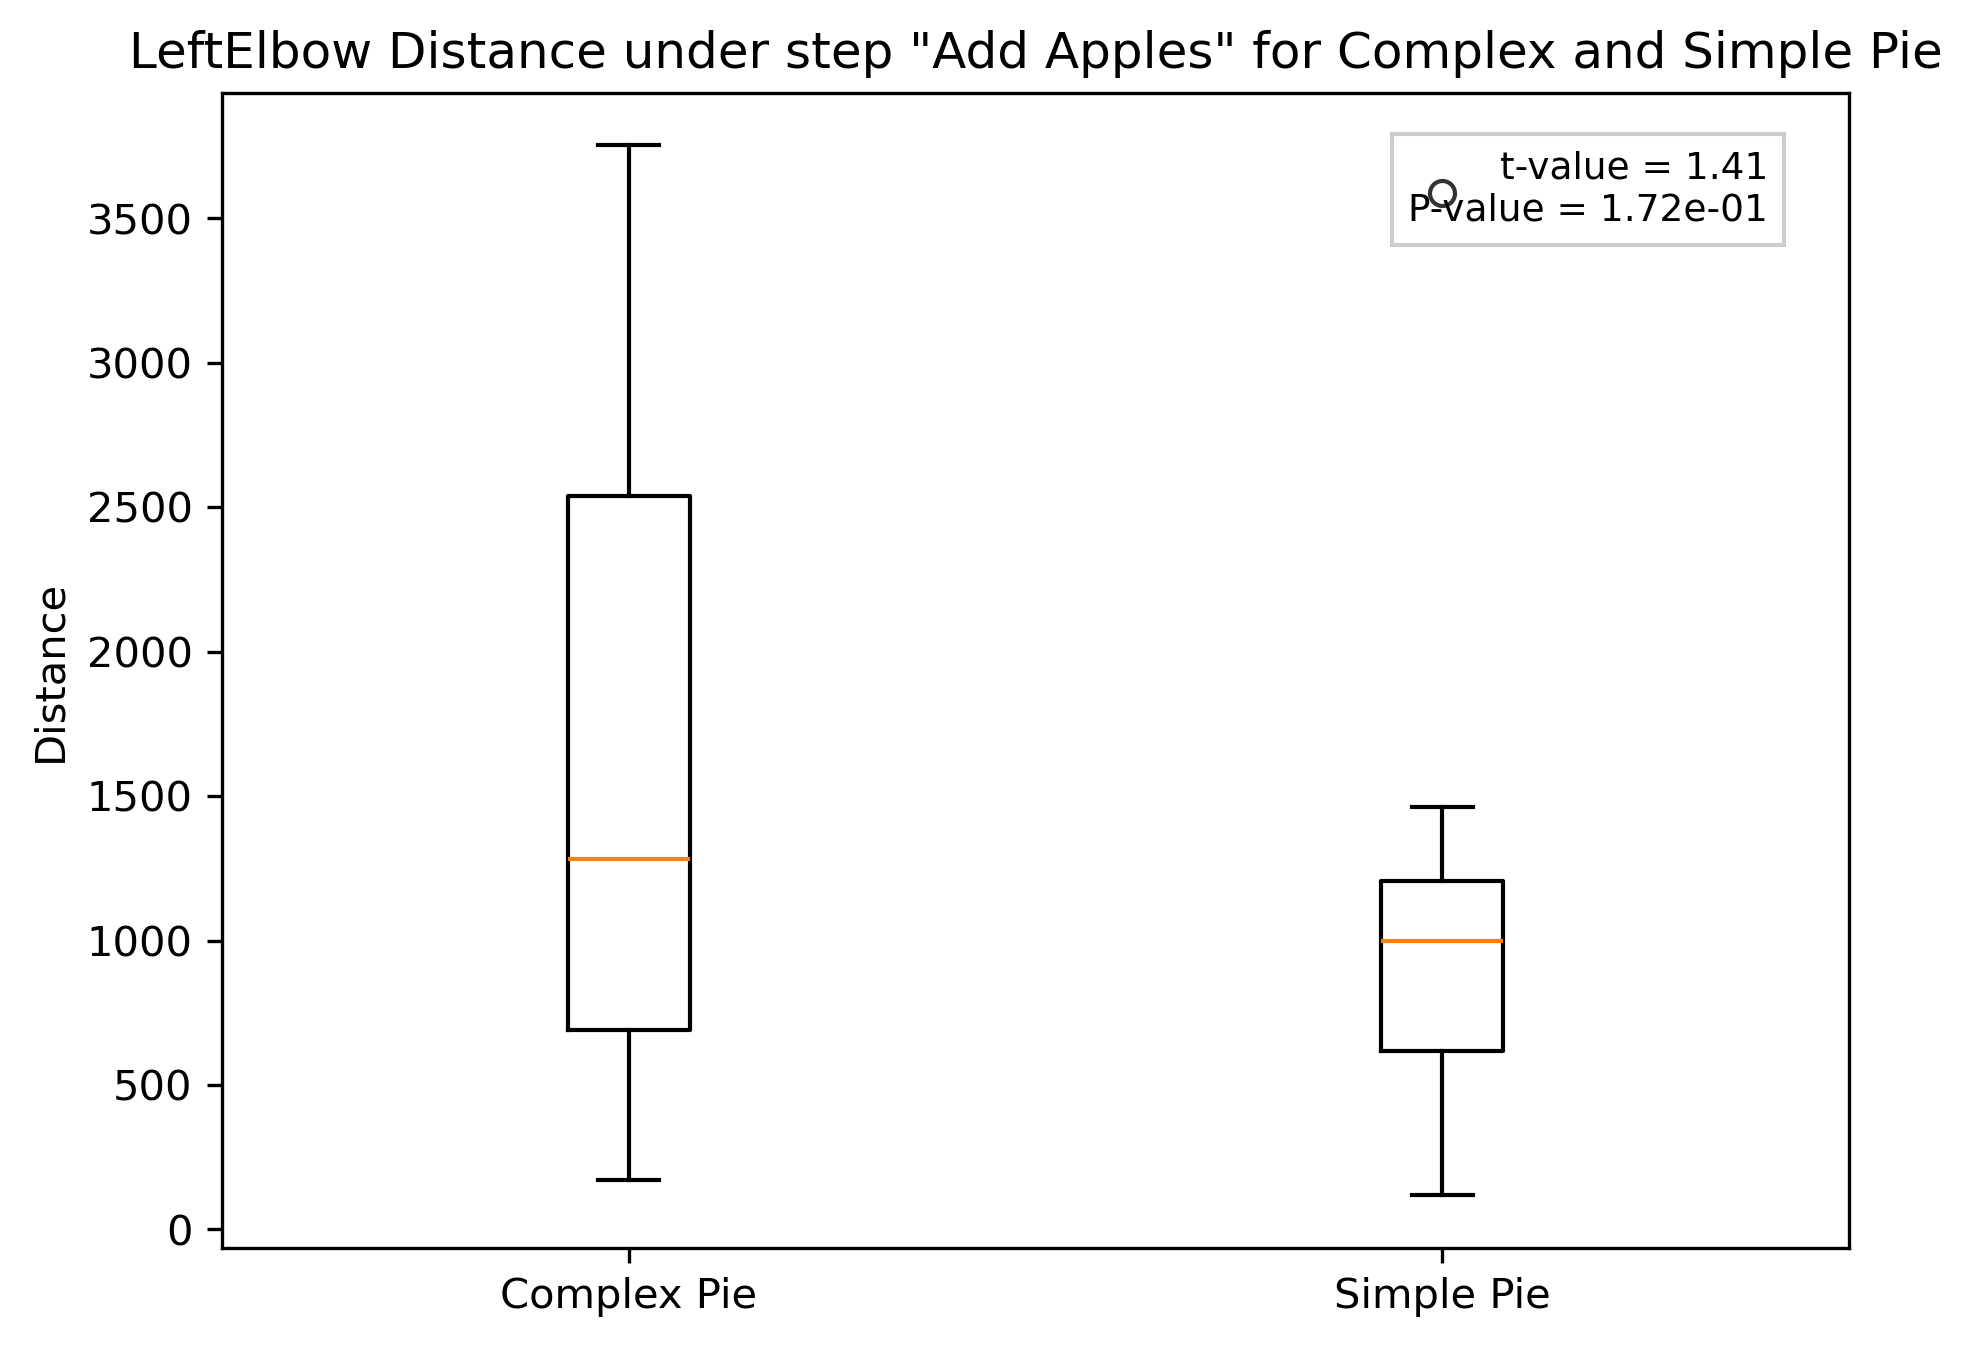 LeftElbow Distance under step "Add Apples" for Complex and Simple Pie
t-value = 1.41
P-value = 1.72e-01
3500
3000
2500
2000
1500
1000
500
0
Distance
Complex Pie
Simple Pie